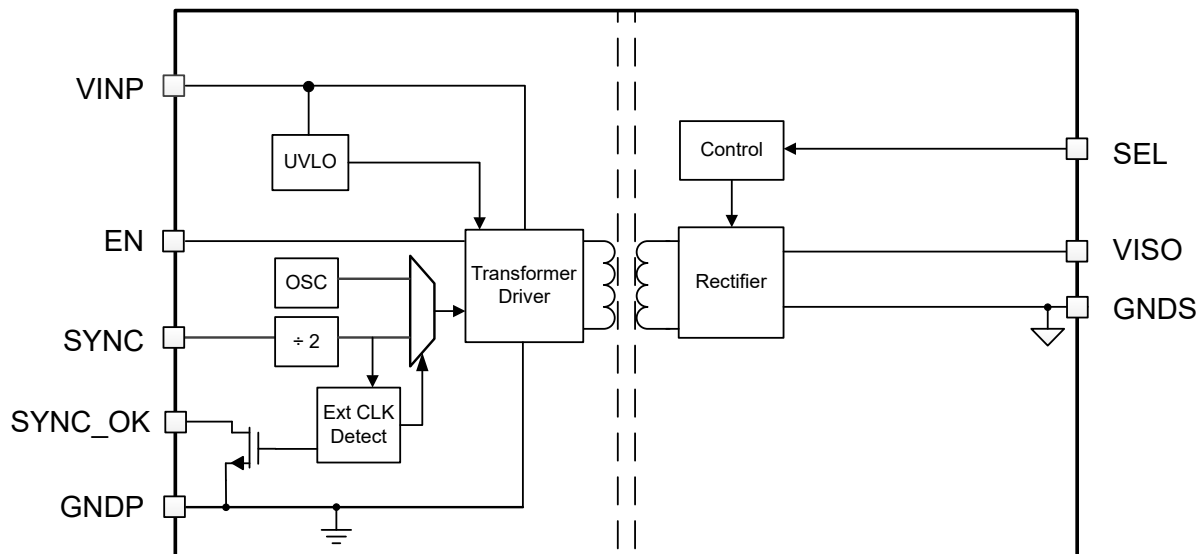 VINP
UVLO
Control
SEL
EN
Transformer
Driver
Rectifier
VISO
OSC
GNDS
SYNC
÷ 2
SYNC_OK
Ext CLK
Detect
GNDP